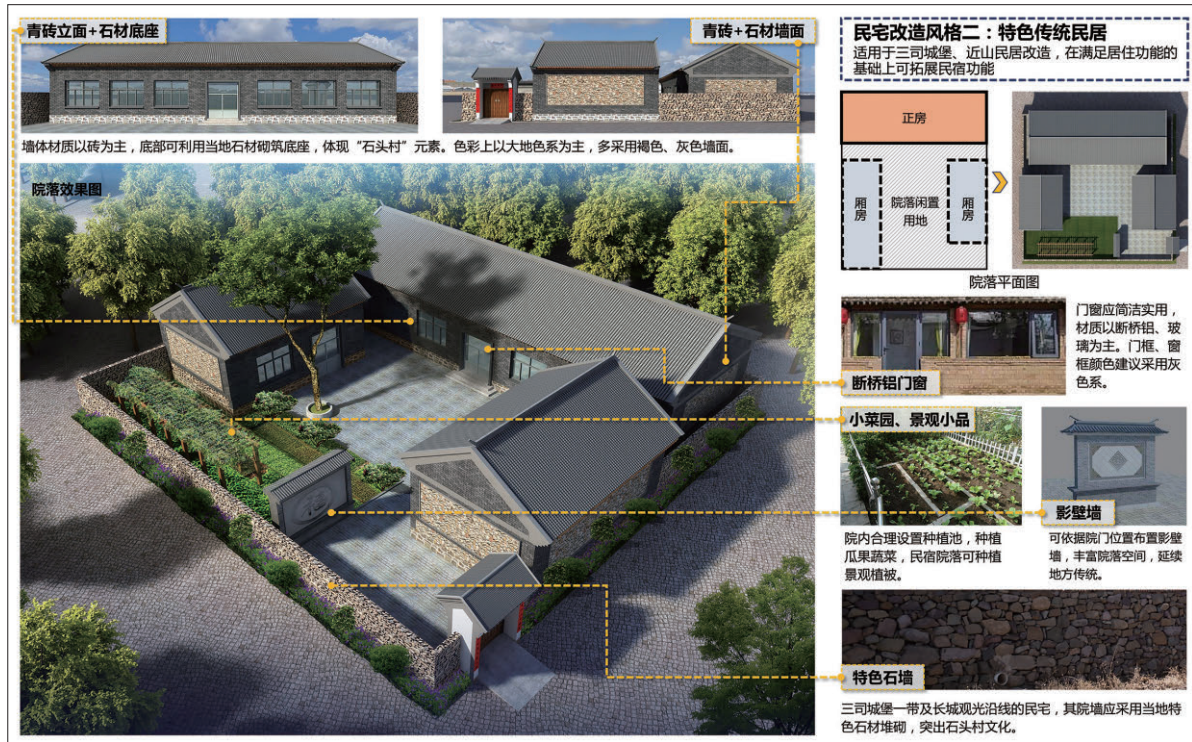 青砖立面+石材底座
青砖+石材墙面
墙体材质以砖为主，底部可利用当地石材砌筑底座，体现“石头村”元素。色彩上以大地色系为主，多采用褐色、灰色墙面。
院落效果图
民宅改造风格二：特色传统民居
适用于三司城堡、近山民居改造，在满足居住功能的
基础上可拓展民宿功能
正房
厢房
院落闲置
用地
厢房
院落平面图
门窗应简洁实用，
材质以断桥铝、玻
璃为主。门框、窗
框颜色建议采用灰
色系。
断桥铝门窗
小菜园、景观小品
院内合理设置种植池，种植
瓜果蔬菜，民宿院落可种植
景观植被。
影壁墙
可依据院门位置布置影壁
墙，丰富院落空间，延续
地方传统。
特色石墙
三司城堡一带及长城观光沿线的民宅，其院墙应采用当地特
色石材堆砌，突出石头村文化。